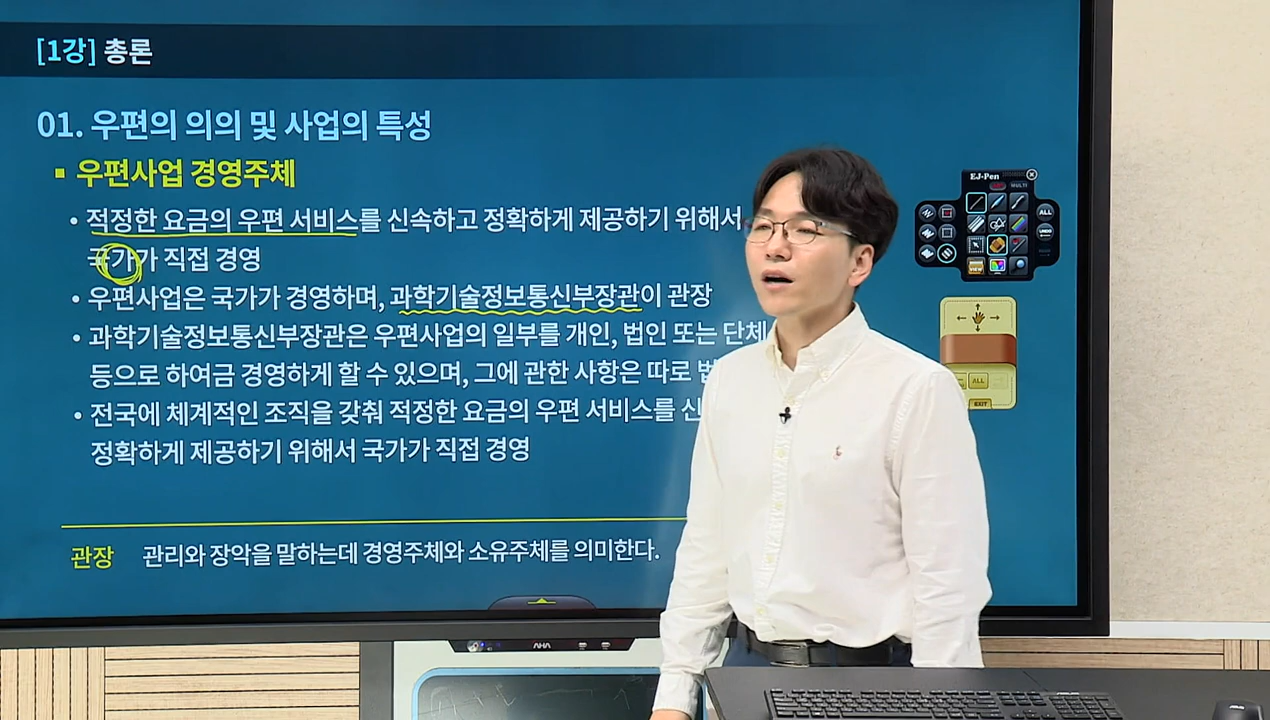 [1강] 총론
01. 우편의 의의 및 사업의 특성
▪ 우편사업 경영주체
• 적정한 요금의 우편 서비스를 신속하고 정확하게 제공하기 위해서
국가가 직접 경영
• 우편사업은 국가가 경영하며, 과학기술정보통신부장관이 관장
• 과학기술정보통신부장관은 우편사업의 일부를 개인, 법인 또는 단체
등으로 하여금 경영하게 할 수 있으며, 그에 관한 사항은 따로
• 전국에 체계적인 조직을 갖춰 적정한 요금의 우편 서비스를
정확하게 제공하기 위해서 국가가 직접 경영
관장 관리와 장악을 말하는데 경영주체와 소유주체를 의미한다.
EJ-Pen
MULTI
ALL
UNDO
VIEW
ALL
EXIT
AHA